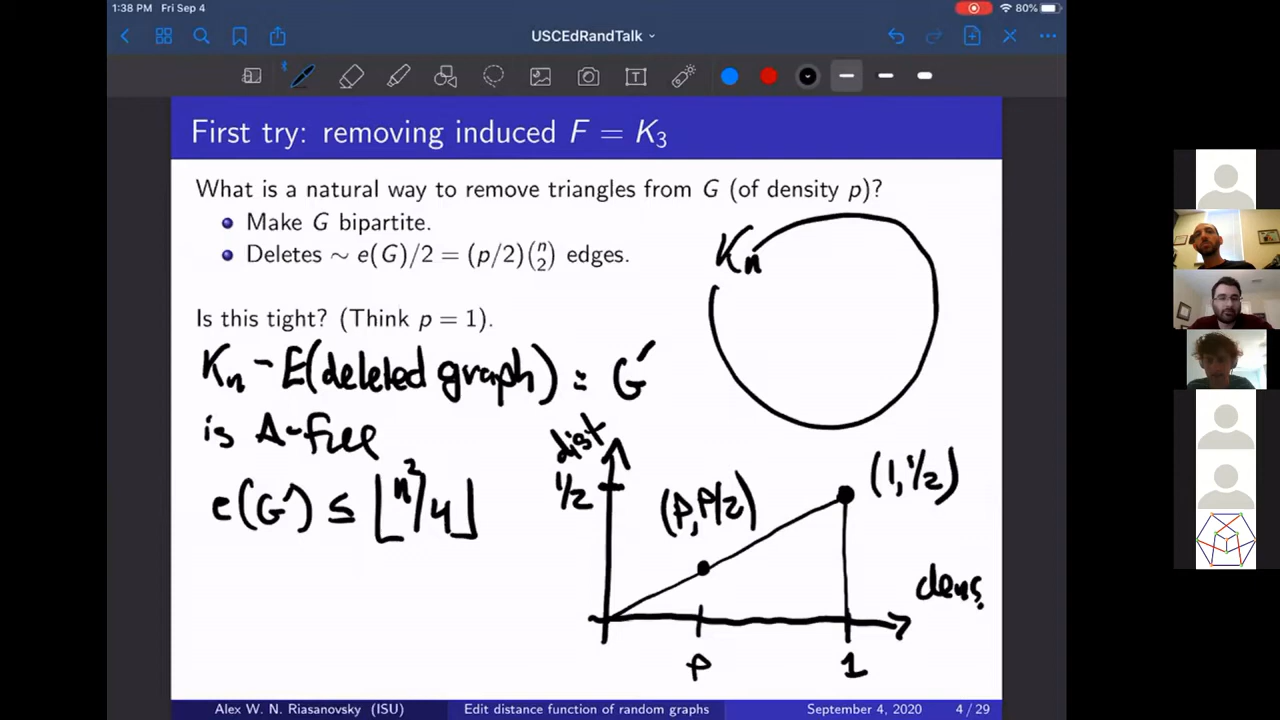 1:38 PM Fri Sep 4
80%
USCEdRandTalk
First try: removing induced F = K₃
What is a natural way to remove triangles from G (of density p)?
Make G bipartite.
Deletes ∼ e(G)/2 = (p/2)(n 2) edges.
Is this tight? (Think p = 1).
Kn
Kn - E(deleted graph) = G'
is Δ-free
e(G') ≤ ⌊n²/4⌋
dist
1/2
(p, p/2)
(1, 1/2)
dens.
p
1
Alex W. N. Riasanovsky (ISU)
Edit distance function of random graphs
September 4, 2020
4 / 29